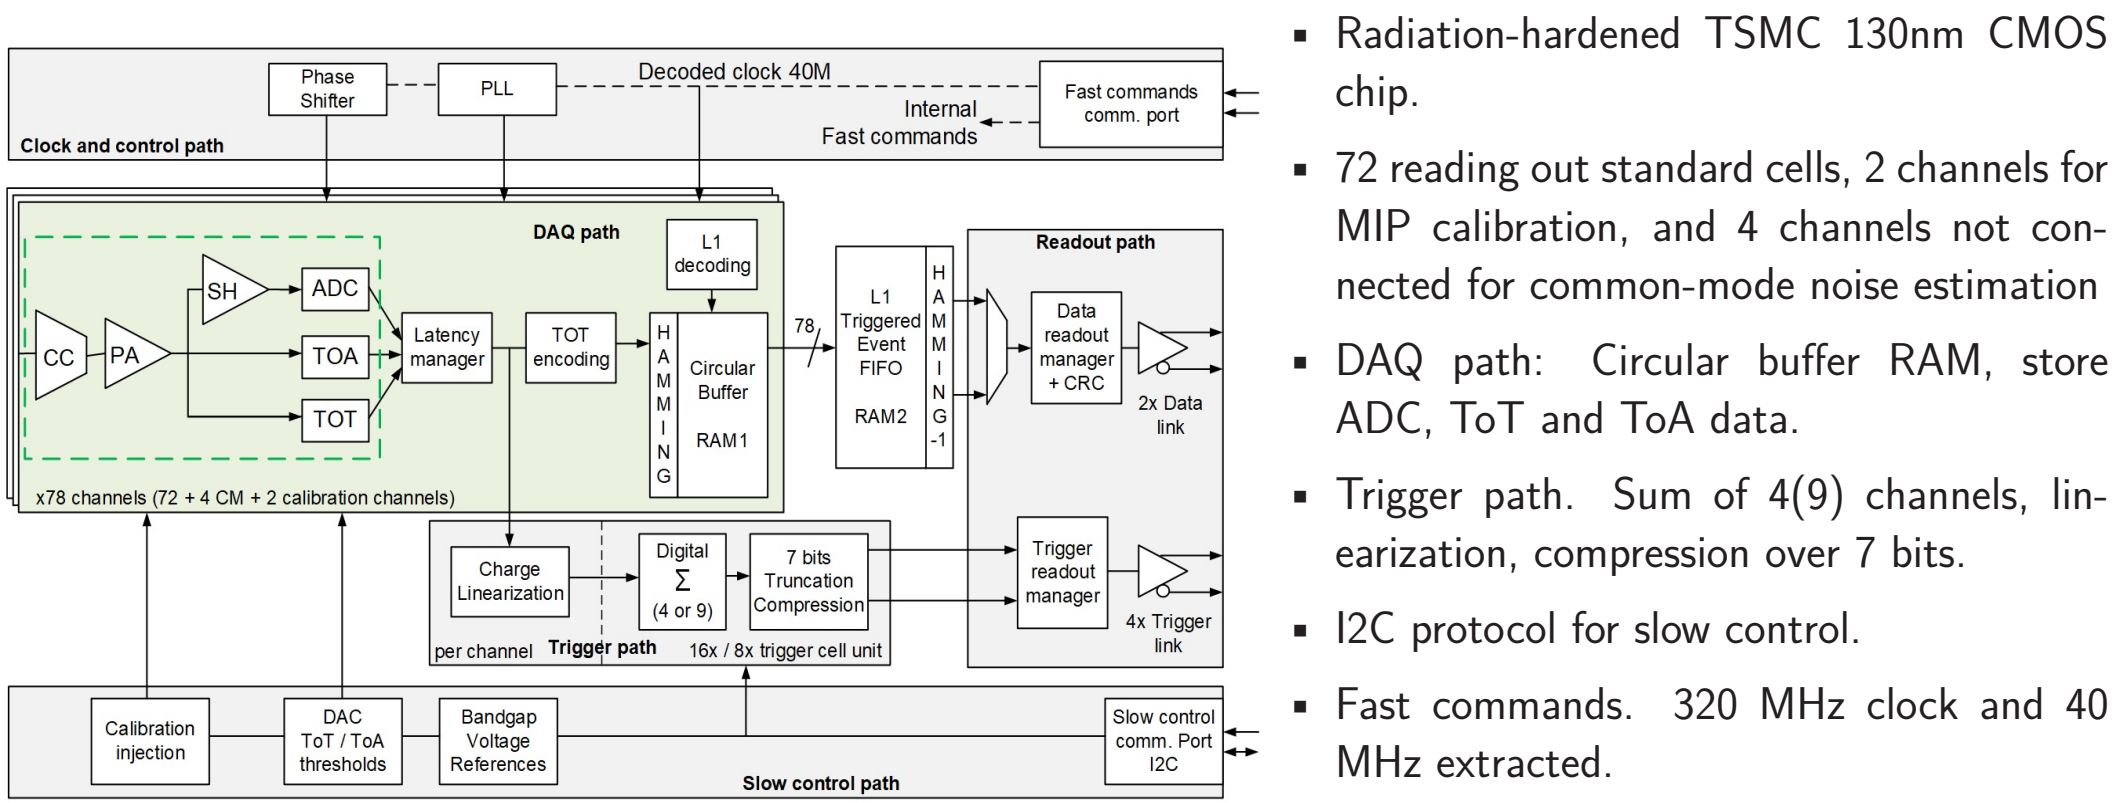 Phase
Shifter
PLL
Decoded clock 40M
Internal
Fast commands
Fast commands
comm. port
Clock and control path
DAQ path
L1
decoding
CC
PA
SH
ADC
TOA
TOT
Latency
manager
TOT
encoding
H
A
M
M
I
N
G
Circular
Buffer
RAM1
x78 channels (72 + 4 CM + 2 calibration channels)
78
L1
Triggered
Event
FIFO
RAM2
H
A
M
M
I
N
G
-1
Readout path
Data
readout
manager
+ CRC
2x Data
link
Charge
Linearization
Digital
Σ
(4 or 9)
7 bits
Truncation
Compression
per channel
Trigger path
16x / 8x trigger cell unit
Trigger
readout
manager
4x Trigger
link
Calibration
injection
DAC
ToT / ToA
thresholds
Bandgap
Voltage
References
Slow control
comm. Port
I2C
Slow control path
▪ Radiation-hardened TSMC 130nm CMOS
chip.
▪ 72 reading out standard cells, 2 channels for
MIP calibration, and 4 channels not con-
nected for common-mode noise estimation
▪ DAQ path: Circular buffer RAM, store
ADC, ToT and ToA data.
▪ Trigger path. Sum of 4(9) channels, lin-
earization, compression over 7 bits.
▪ I2C protocol for slow control.
▪ Fast commands. 320 MHz clock and 40
MHz extracted.